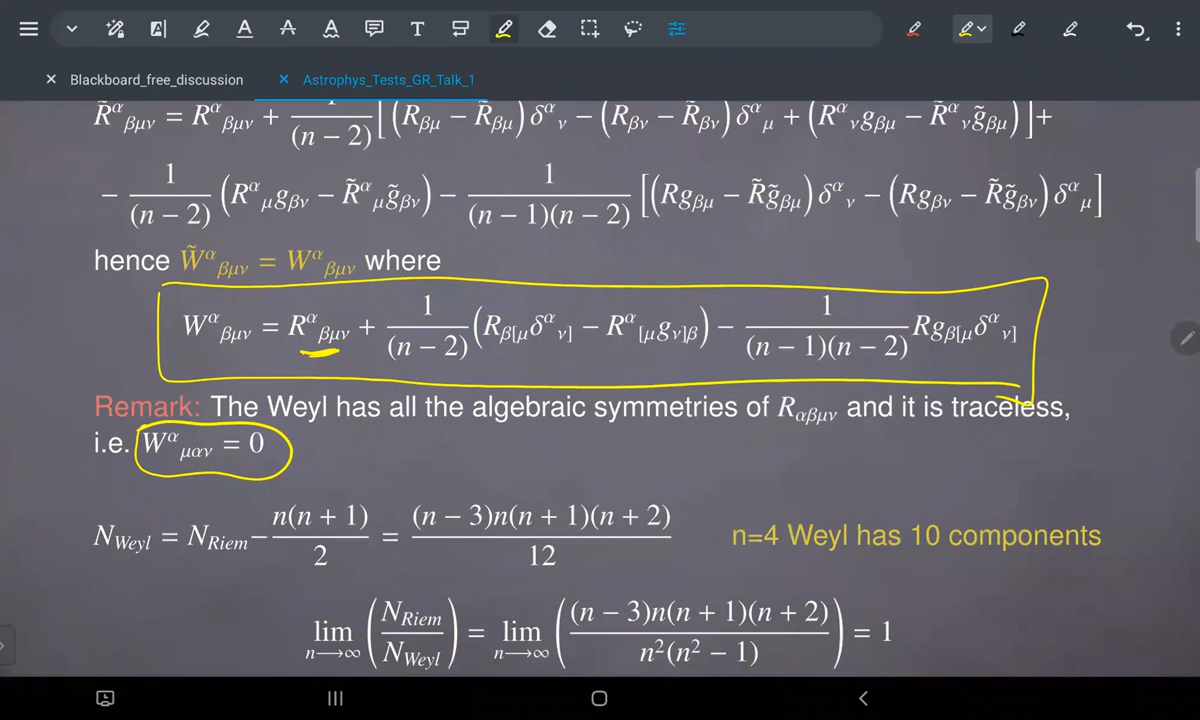 Blackboard_free_discussion
Astrophys_Tests_GR_Talk_1
R̃^α_{βμν} = R^α_{βμν} + 1/(n − 2)[(R_{βμ} − R̃_{βμ})δ^α_ν − (R_{βν} − R̃_{βν})δ^α_μ + (R^α_ν g_{βμ} − R̃^α_ν g̃_{βμ})]+
− 1/(n − 2)(R^α_μ g_{βν} − R̃^α_μ g̃_{βν}) − 1/((n − 1)(n − 2))[(Rg_{βμ} − R̃g̃_{βμ})δ^α_ν − (Rg_{βν} − R̃g̃_{βν})δ^α_μ]
hence W̃^α_{βμν} = W^α_{βμν} where
W^α_{βμν} = R^α_{βμν} + 1/(n − 2)(R_{β[μ}δ^α_{ν]} − R^α_{[μ}g_{ν]β}) − 1/((n − 1)(n − 2))Rg_{β[μ}δ^α_{ν]}
Remark: The Weyl has all the algebraic symmetries of R_{αβμν} and it is traceless,
i.e. W^α_{μαν} = 0
N_{Weyl} = N_{Riem} − n(n + 1)/2 = (n − 3)n(n + 1)(n + 2)/12 n=4 Weyl has 10 components
lim_{n⟶∞}(N_{Riem}/N_{Weyl}) = lim_{n⟶∞}((n − 3)n(n + 1)(n + 2)/(n²(n² − 1))) = 1